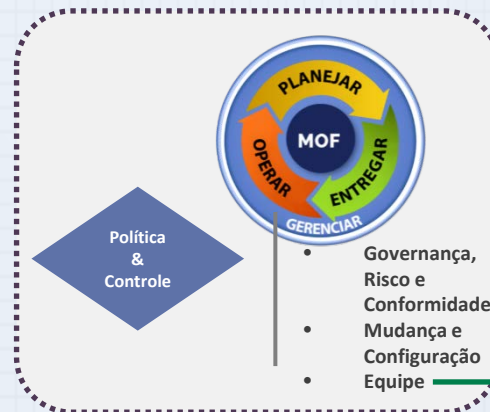 PLANEJAR
MOF
OPERAR
ENTREGAR
GERENCIAR
Política
&
Controle
• Governança,
Risco e
Conformidade
• Mudança e
Configuração
• Equipe